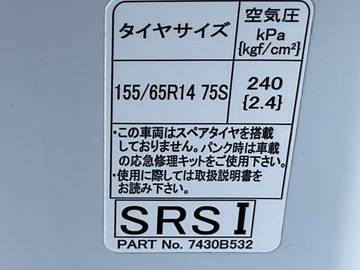 タイヤサイズ
空気圧
kPa
{kgf/cm²}
155/65R14 75S
240
{2.4}
・この車両はスペアタイヤを搭載
しておりません。パンク時は車載
の応急修理キットをご使用下さい。
・使用に際しては取扱説明書を
お読み下さい。
SRS I
PART No. 7430B532